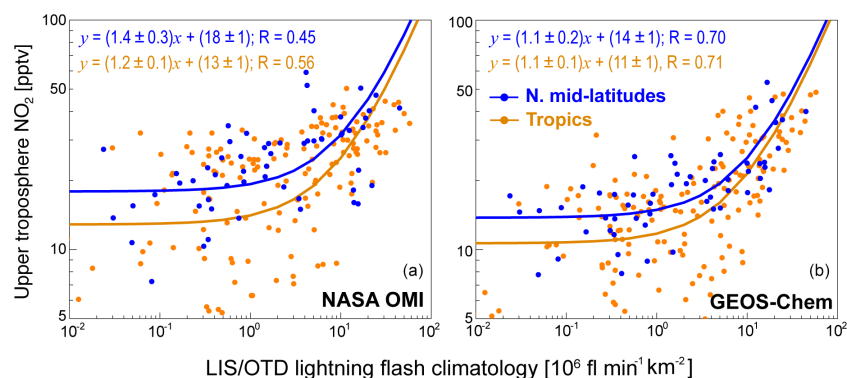 y = (1.4 ± 0.3)x + (18 ± 1); R = 0.45
y = (1.2 ± 0.1)x + (13 ± 1); R = 0.56
100
50
10
5
Upper troposphere NO₂ [pptv]
(a)
NASA OMI
10⁻² 10⁻¹ 10⁰ 10¹ 10²
y = (1.1 ± 0.2)x + (14 ± 1); R = 0.70
y = (1.1 ± 0.1)x + (11 ± 1), R = 0.71
N. mid-latitudes
Tropics
100
50
10
5
(b)
GEOS-Chem
10⁻² 10⁻¹ 10⁰ 10¹ 10²
LIS/OTD lightning flash climatology [10⁶ fl min⁻¹ km⁻²]